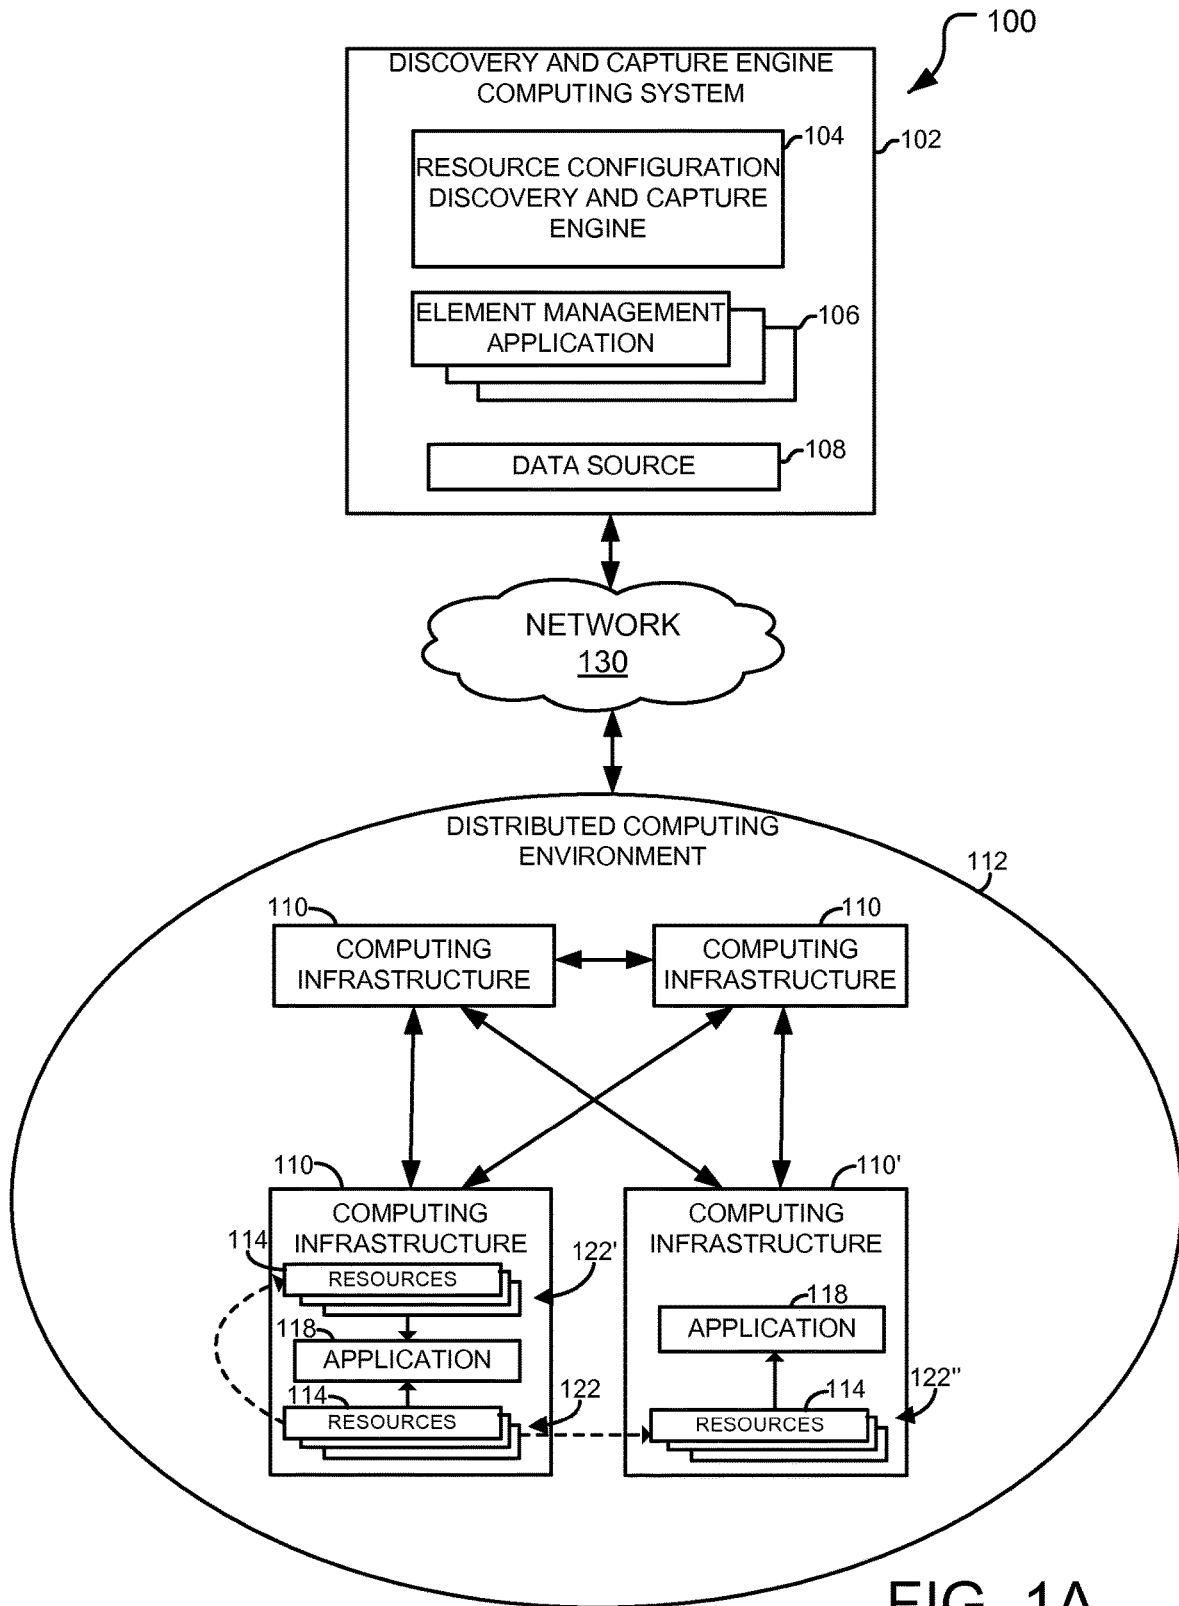 100
DISCOVERY AND CAPTURE ENGINE
COMPUTING SYSTEM
102
104
RESOURCE CONFIGURATION
DISCOVERY AND CAPTURE
ENGINE
106
ELEMENT MANAGEMENT
APPLICATION
108
DATA SOURCE
NETWORK
130
DISTRIBUTED COMPUTING
ENVIRONMENT
112
110
COMPUTING
INFRASTRUCTURE
110
COMPUTING
INFRASTRUCTURE
110
COMPUTING
INFRASTRUCTURE
114
RESOURCES
122'
118
APPLICATION
114
RESOURCES
122
110'
COMPUTING
INFRASTRUCTURE
118
APPLICATION
114
RESOURCES
122"
FIG. 1A